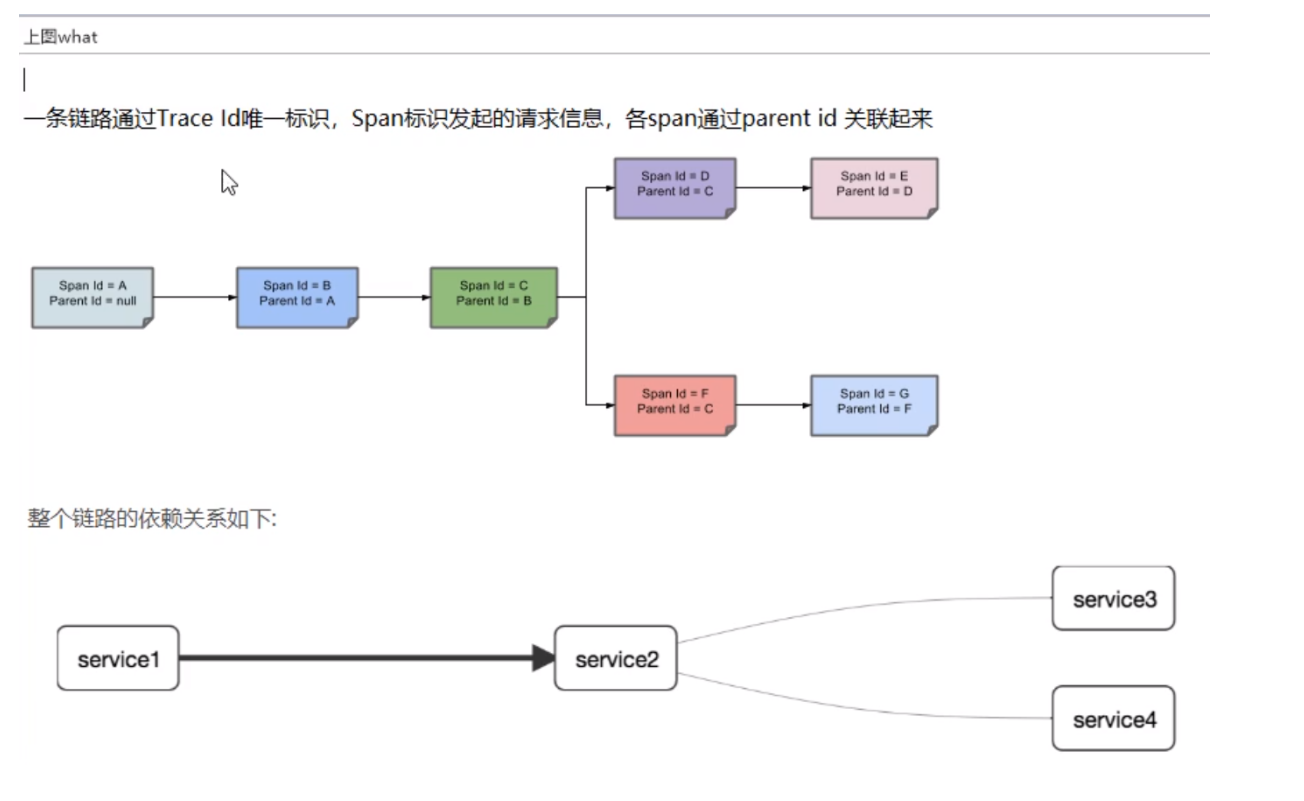 上图what
一条链路通过Trace Id唯一标识，Span标识发起的请求信息，各span通过parent id 关联起来
Span Id = D
Parent Id = C
Span Id = E
Parent Id = D
Span Id = A
Parent Id = null
Span Id = B
Parent Id = A
Span Id = C
Parent Id = B
Span Id = F
Parent Id = C
Span Id = G
Parent Id = F
整个链路的依赖关系如下:
service3
service1
service2
service4